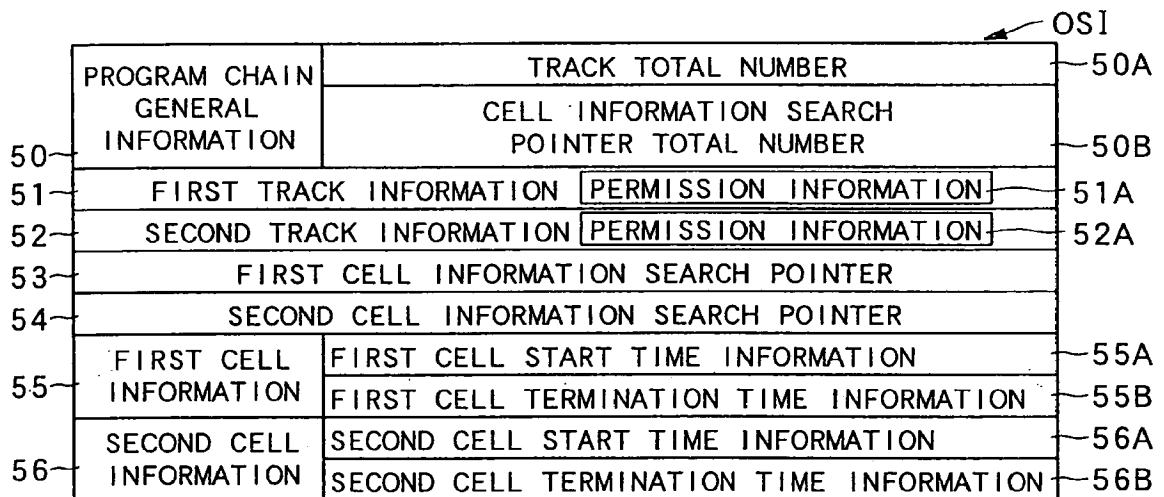 OSI
PROGRAM CHAIN
GENERAL
INFORMATION
50
TRACK TOTAL NUMBER
50A
CELL INFORMATION SEARCH
POINTER TOTAL NUMBER
50B
51
FIRST TRACK INFORMATION PERMISSION INFORMATION
51A
52
SECOND TRACK INFORMATION PERMISSION INFORMATION
52A
53
FIRST CELL INFORMATION SEARCH POINTER
54
SECOND CELL INFORMATION SEARCH POINTER
55
FIRST CELL
INFORMATION
FIRST CELL START TIME INFORMATION
55A
FIRST CELL TERMINATION TIME INFORMATION
55B
56
SECOND CELL
INFORMATION
SECOND CELL START TIME INFORMATION
56A
SECOND CELL TERMINATION TIME INFORMATION
56B